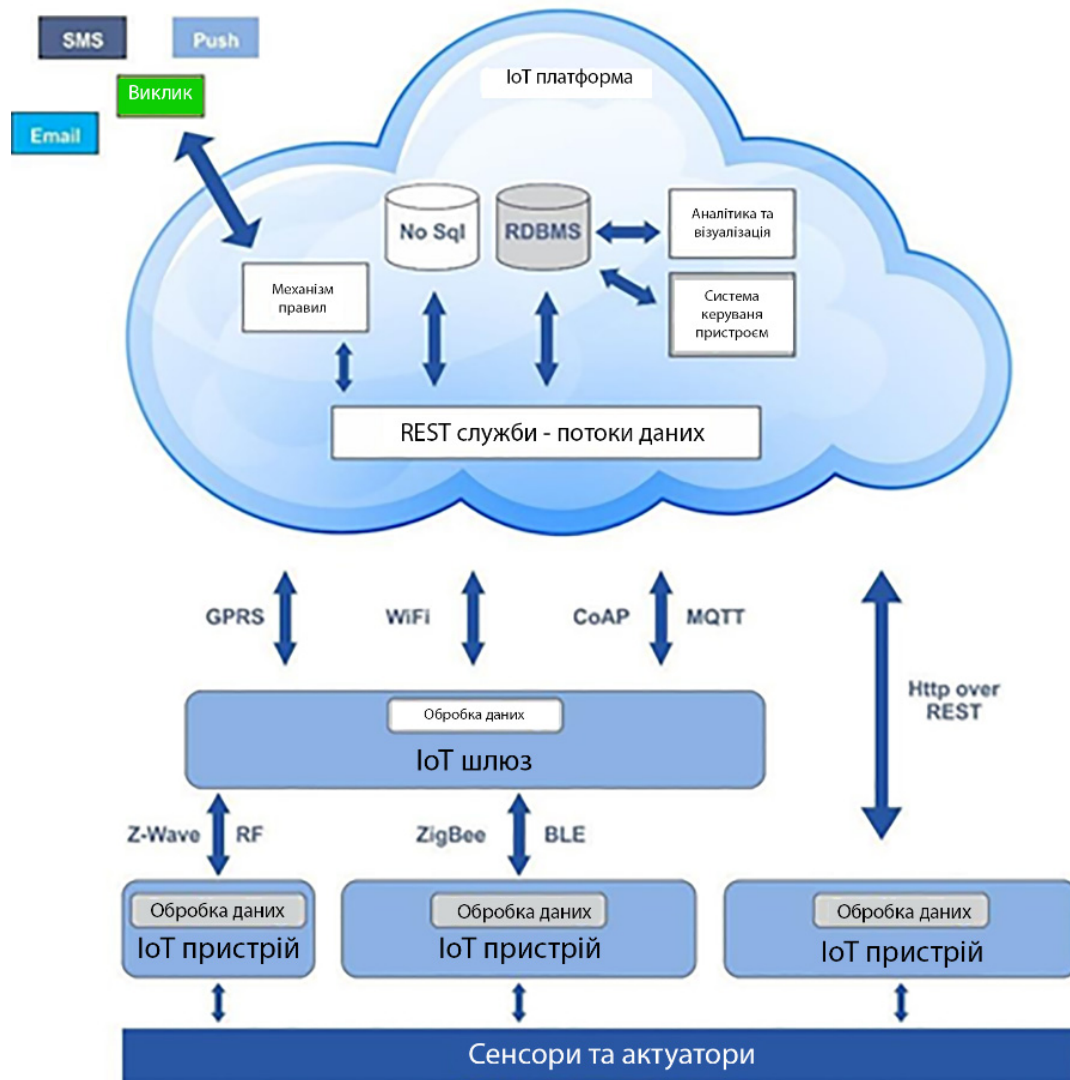 SMS
Push
Виклик
Email
IoT платформа
No Sql
RDBMS
Аналітика та
візуалізація
Механізм
правил
Система
керуваня
пристроєм
REST служби - потоки даних
GPRS
WiFi
CoAP
MQTT
Http over
REST
Обробка даних
IoT шлюз
Z-Wave
RF
ZigBee
BLE
Обробка даних
IoT пристрій
Обробка даних
IoT пристрій
Обробка даних
IoT пристрій
Сенсори та актуатори